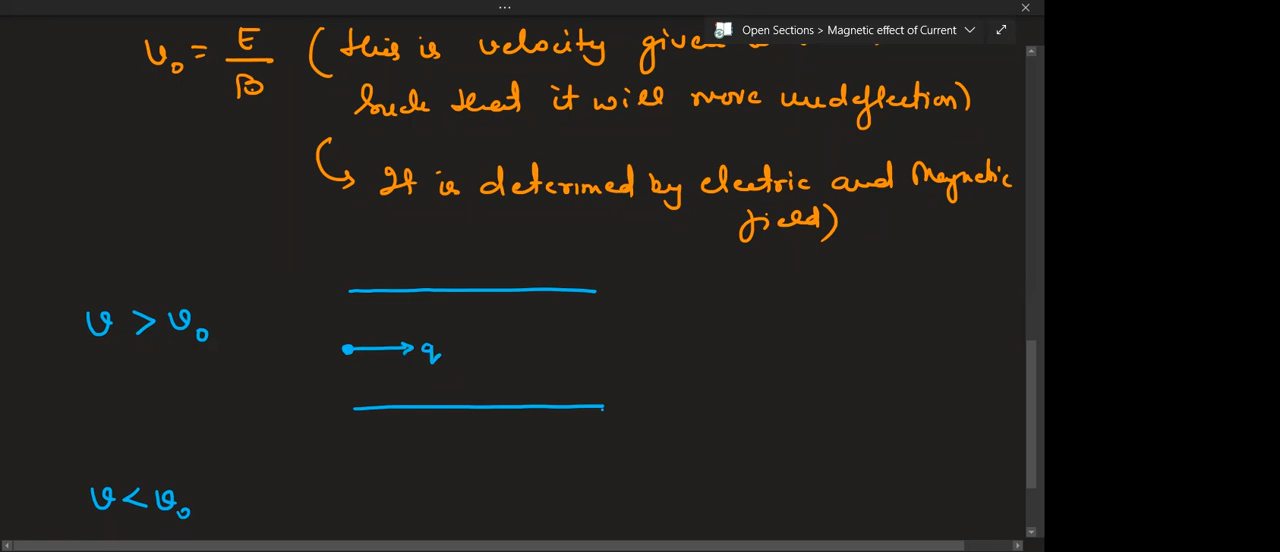 ...
Open Sections > Magnetic effect of Current
v₀ = E / B (this is velocity given
such that it will move undeflection)
↳ It is deterimed by electric and Magnetic
field)
v > v₀
q
v < v₀